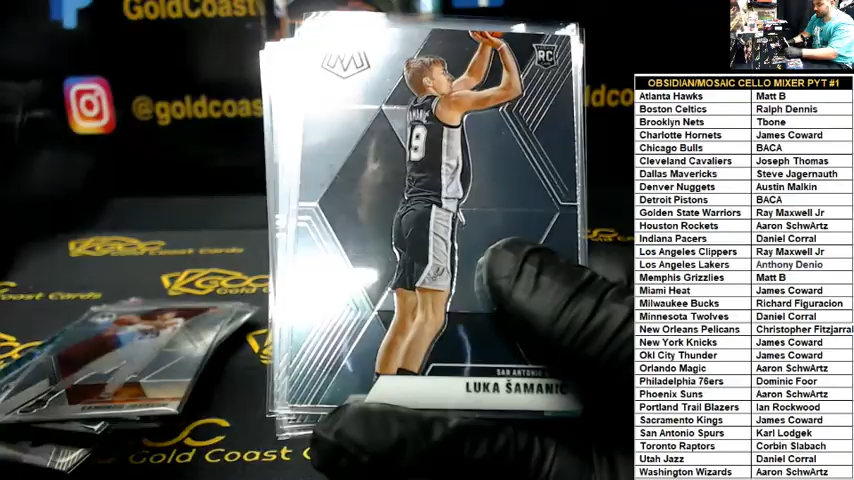 GoldCoast
@goldcoast
RC
19
SAN ANTONIO
LUKA ŠAMANIC
Gold Coast Cards
Gold Coast
OBSIDIAN/MOSAIC CELLO MIXER PYT #1
Atlanta Hawks Matt B
Boston Celtics Ralph Dennis
Brooklyn Nets Tbone
Charlotte Hornets James Coward
Chicago Bulls BACA
Cleveland Cavaliers Joseph Thomas
Dallas Mavericks Steve Jagernauth
Denver Nuggets Austin Malkin
Detroit Pistons BACA
Golden State Warriors Ray Maxwell Jr
Houston Rockets Aaron SchwArtz
Indiana Pacers Daniel Corral
Los Angeles Clippers Ray Maxwell Jr
Los Angeles Lakers Anthony Denio
Memphis Grizzlies Matt B
Miami Heat James Coward
Milwaukee Bucks Richard Figuracion
Minnesota Twolves Daniel Corral
New Orleans Pelicans Christopher Fitzjarral
New York Knicks James Coward
Okl City Thunder James Coward
Orlando Magic Aaron SchwArtz
Philadelphia 76ers Dominic Foor
Phoenix Suns Aaron SchwArtz
Portland Trail Blazers Ian Rockwood
Sacramento Kings James Coward
San Antonio Spurs Karl Lodgek
Toronto Raptors Corbin Slabach
Utah Jazz Daniel Corral
Washington Wizards Aaron SchwArtz